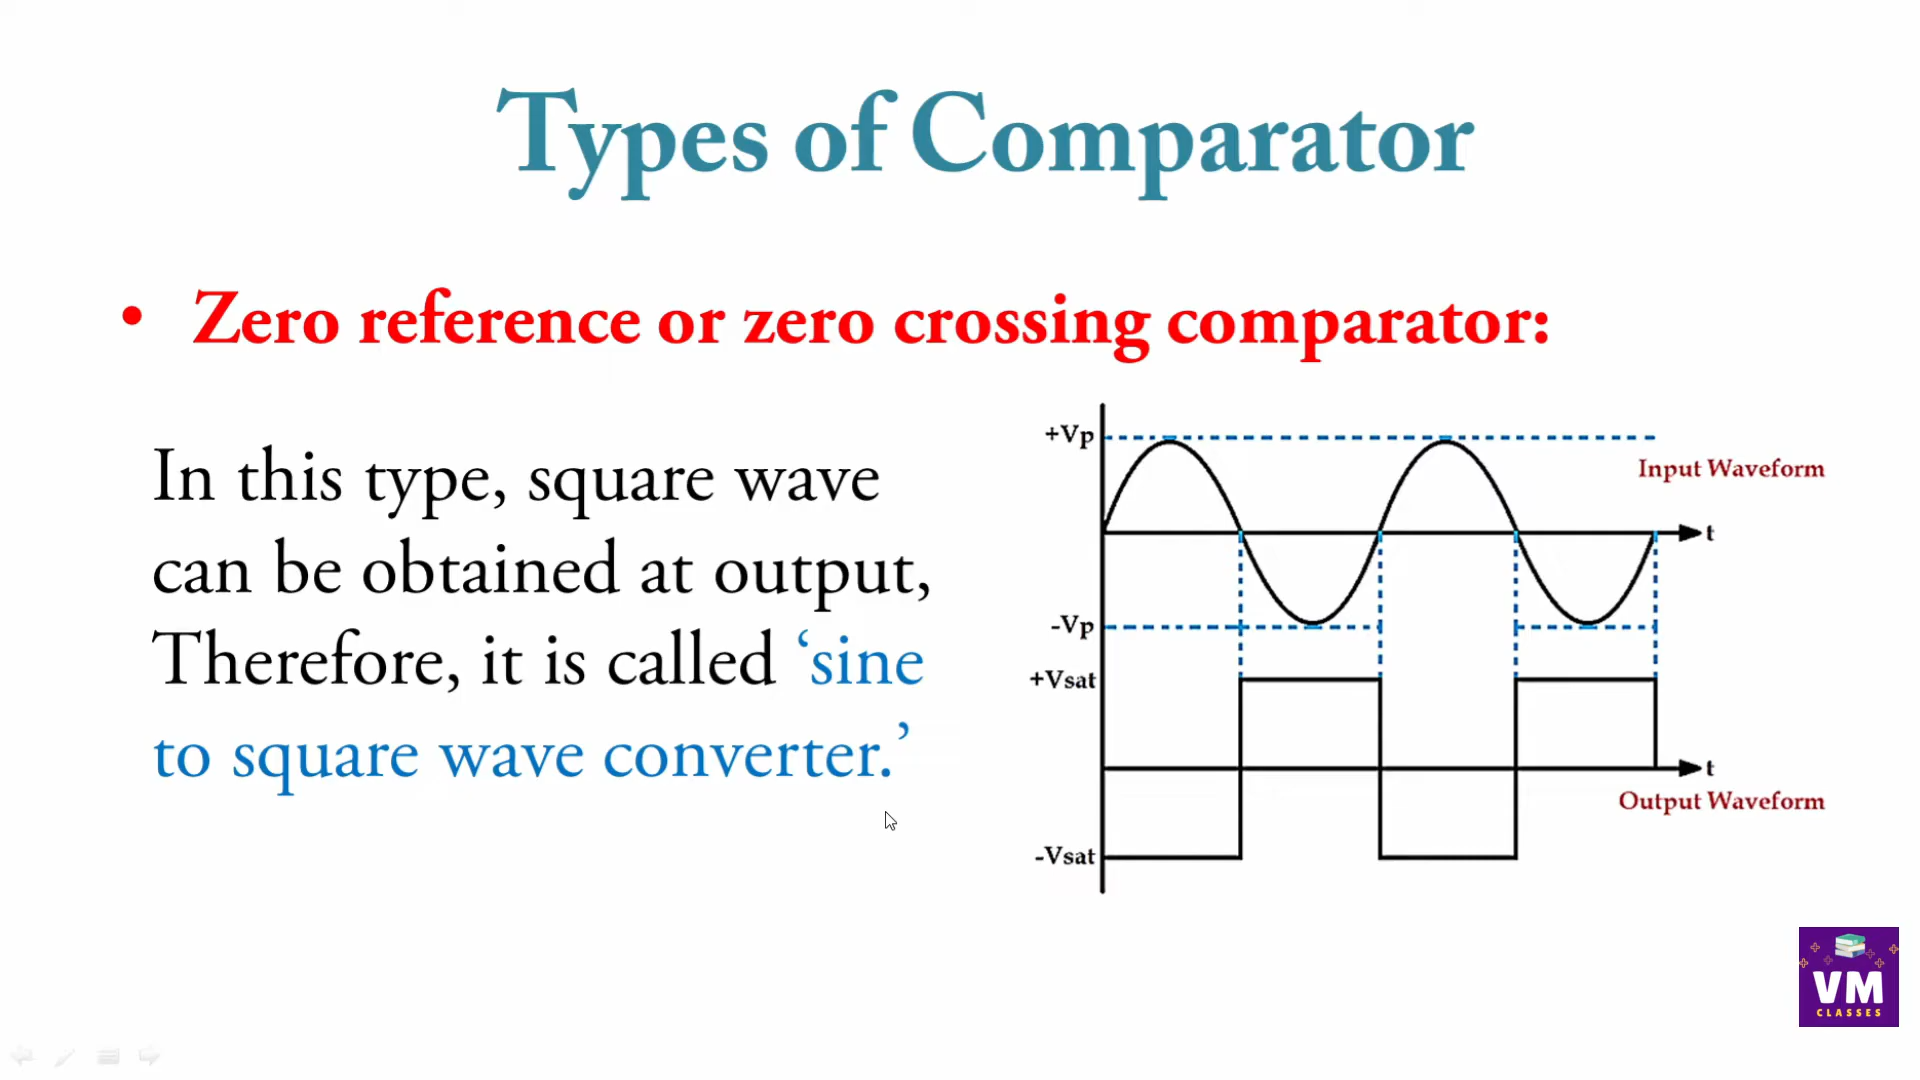 Types of Comparator
• Zero reference or zero crossing comparator:
In this type, square wave
can be obtained at output,
Therefore, it is called ‘sine
to square wave converter.’
+Vp
Input Waveform
t
-Vp
+Vsat
t
Output Waveform
-Vsat
VM
CLASSES